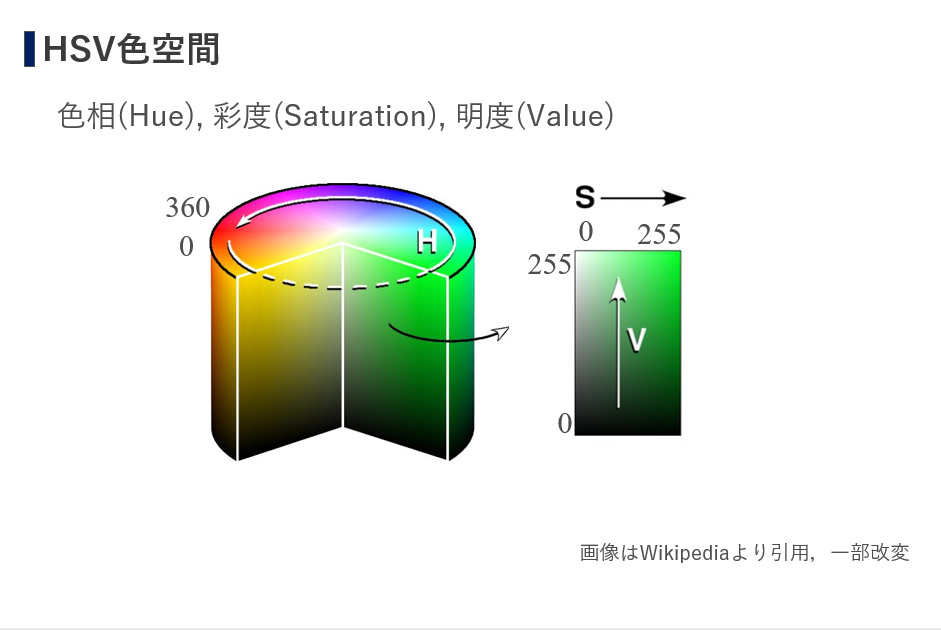 HSV色空間
色相(Hue), 彩度(Saturation), 明度(Value)
360
0
H
S
0 255
255
V
0
画像はWikipediaより引用，一部改変